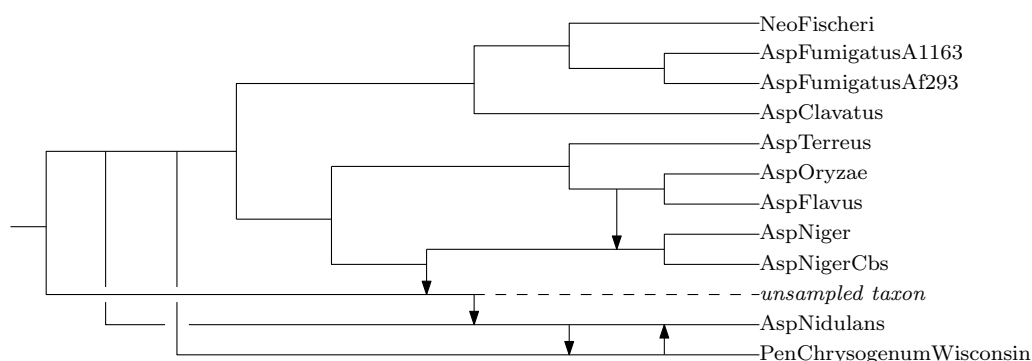 NeoFischeri
AspFumigatusA1163
AspFumigatusAf293
AspClavatus
AspTerreus
AspOryzae
AspFlavus
AspNiger
AspNigerCbs
unsampled taxon
AspNidulans
PenChrysogenumWisconsin